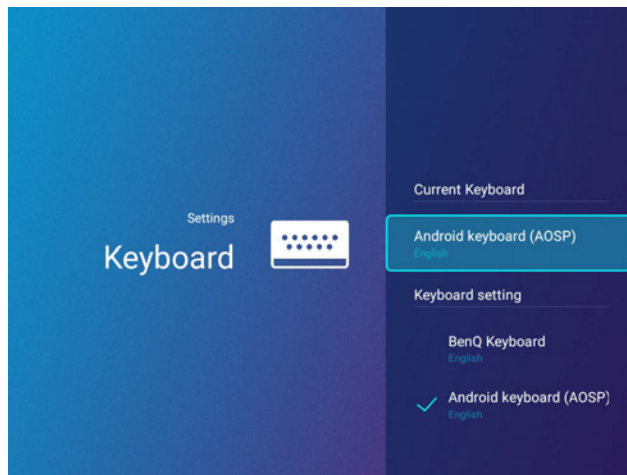 Settings
Keyboard
Current Keyboard
Android keyboard (AOSP)
English
Keyboard setting
BenQ Keyboard
English
Android keyboard (AOSP)
English